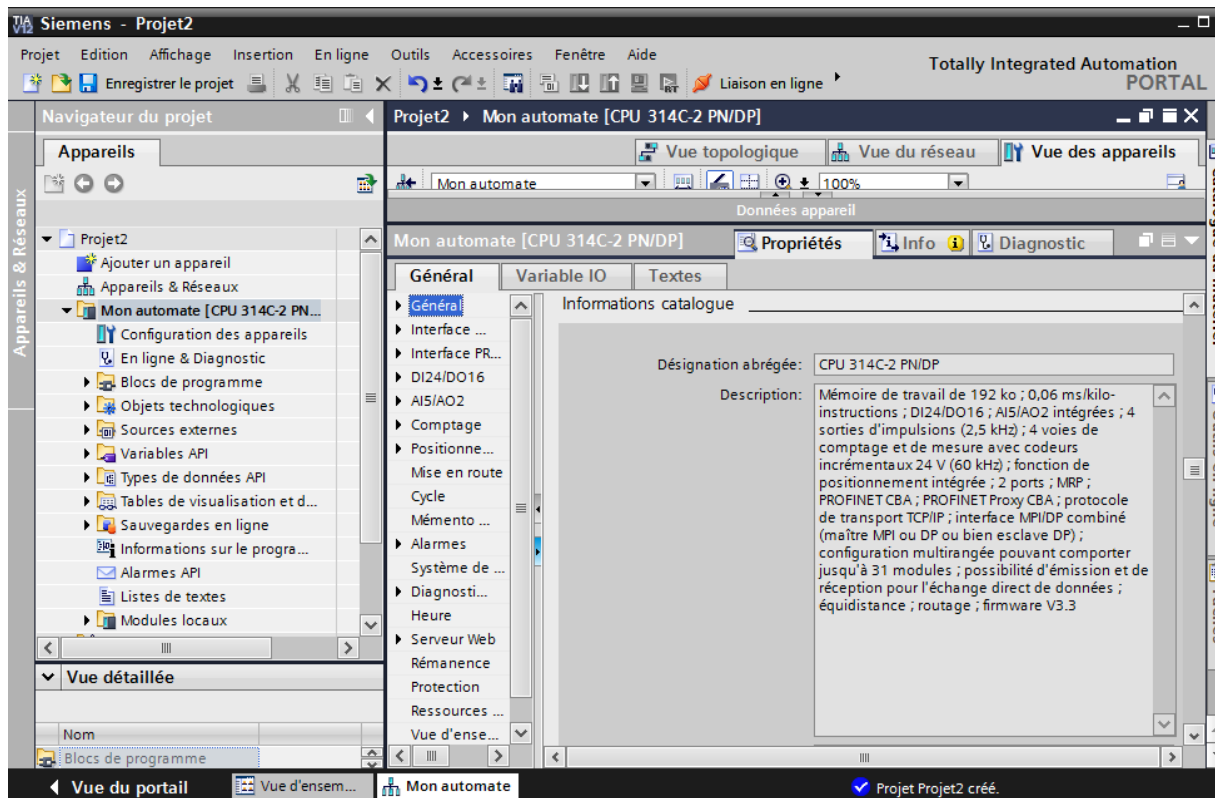 TIA V12 Siemens - Projet2
Projet Edition Affichage Insertion En ligne Outils Accessoires Fenêtre Aide
Totally Integrated Automation
PORTAL
Enregistrer le projet
Liaison en ligne
Navigateur du projet
Projet2 Mon automate [CPU 314C-2 PN/DP]
Appareils
Vue topologique Vue du réseau Vue des appareils
Mon automate
100%
Données appareil
Appareils & Réseaux
Projet2
Ajouter un appareil
Appareils & Réseaux
Mon automate [CPU 314C-2 PN...
Configuration des appareils
En ligne & Diagnostic
Blocs de programme
Objets technologiques
Sources externes
Variables API
Types de données API
Tables de visualisation et d...
Sauvegardes en ligne
Informations sur le progra...
Alarmes API
Listes de textes
Modules locaux
Vue détaillée
Nom
Blocs de programme
Mon automate [CPU 314C-2 PN/DP]
Propriétés Info Diagnostic
Général Variable IO Textes
Général
Interface ...
Interface PR...
DI24/DO16
AI5/AO2
Comptage
Positionne...
Mise en route
Cycle
Mémento ...
Alarmes
Système de ...
Diagnosti...
Heure
Serveur Web
Rémanence
Protection
Ressources ...
Vue d'ense...
Informations catalogue
Désignation abrégée: CPU 314C-2 PN/DP
Description: Mémoire de travail de 192 ko ; 0,06 ms/kilo-
instructions ; DI24/DO16 ; AI5/AO2 intégrées ; 4
sorties d'impulsions (2,5 kHz) ; 4 voies de
comptage et de mesure avec codeurs
incrémentaux 24 V (60 kHz) ; fonction de
positionnement intégrée ; 2 ports ; MRP ;
PROFINET CBA ; PROFINET Proxy CBA ; protocole
de transport TCP/IP ; interface MPI/DP combiné
(maître MPI ou DP ou bien esclave DP) ;
configuration multirangée pouvant comporter
jusqu'à 31 modules ; possibilité d'émission et de
réception pour l'échange direct de données ;
équidistance ; routage ; firmware V3.3
Vue du portail
Vue d'ensem...
Mon automate
Projet Projet2 créé.